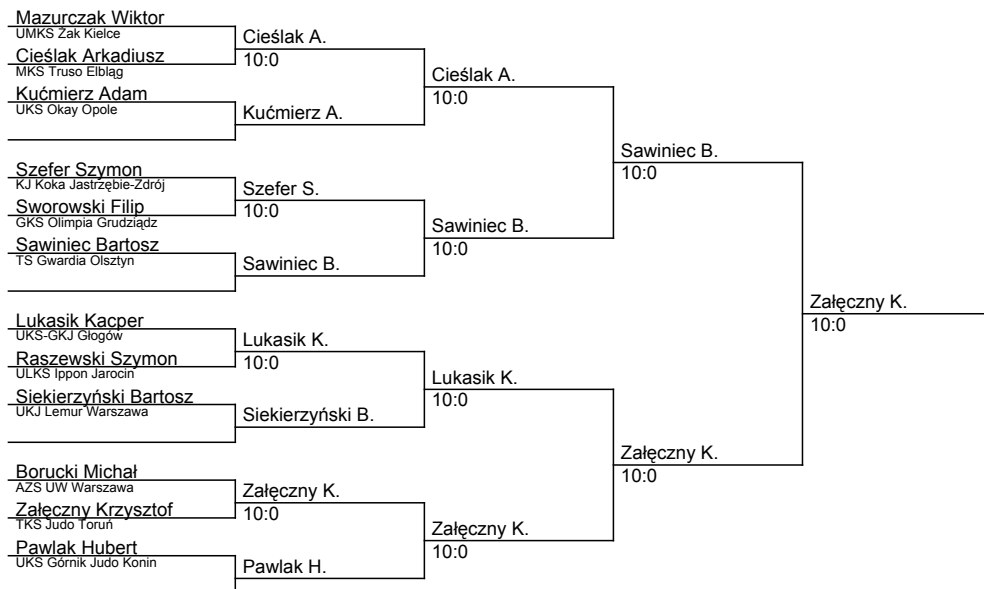 Mazurczak Wiktor
UMKS Żak Kielce
Cieślak A.
10:0
Cieślak Arkadiusz
MKS Truso Elbląg
Cieślak A.
10:0
Kućmierz Adam
UKS Okay Opole
Kućmierz A.
Sawiniec B.
10:0
Szefer Szymon
KJ Koka Jastrzębie-Zdrój
Szefer S.
10:0
Sworowski Filip
GKS Olimpia Grudziądz
Sawiniec B.
10:0
Sawiniec Bartosz
TS Gwardia Olsztyn
Sawiniec B.
Załęczny K.
10:0
Lukasik Kacper
UKS-GKJ Głogów
Lukasik K.
10:0
Raszewski Szymon
ULKS Ippon Jarocin
Lukasik K.
10:0
Siekierzyński Bartosz
UKJ Lemur Warszawa
Siekierzyński B.
Załęczny K.
10:0
Borucki Michał
AZS UW Warszawa
Załęczny K.
10:0
Załęczny Krzysztof
TKS Judo Toruń
Załęczny K.
10:0
Pawlak Hubert
UKS Górnik Judo Konin
Pawlak H.